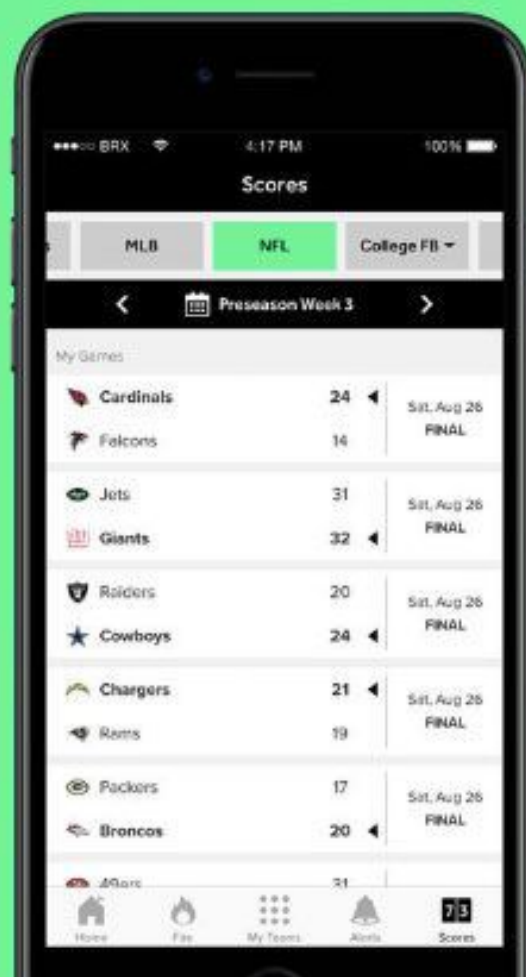 BRX 4:17 PM 100%
Scores
s MLB NFL College FB
Preseason Week 3
My Games
Cardinals 24
Sat, Aug 26
Falcons 14
FINAL
Jets 31
Sat, Aug 26
Giants 32
FINAL
Raiders 20
Sat, Aug 26
Cowboys 24
FINAL
Chargers 21
Sat, Aug 26
Rams 19
FINAL
Packers 17
Sat, Aug 26
Broncos 20
FINAL
49ers 31
7 3
Home Fire My Teams Alerts Scores